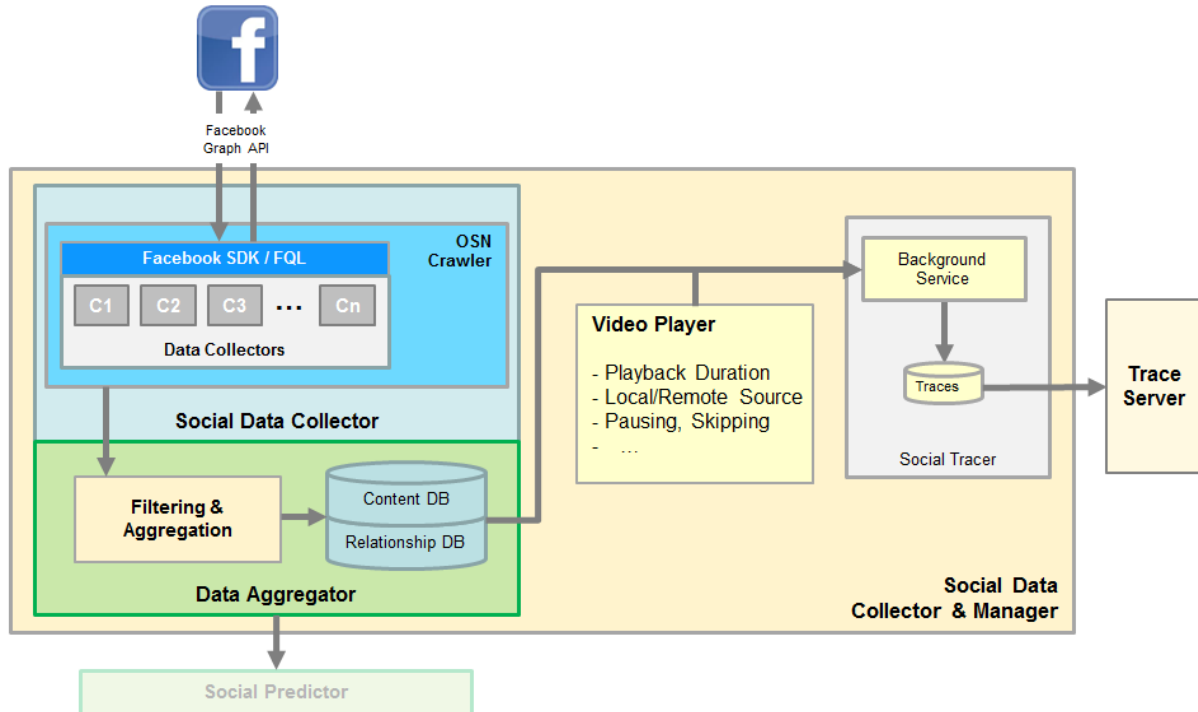 f
Facebook
Graph API
OSN
Crawler
Facebook SDK / FQL
C1 C2 C3 ... Cn
Data Collectors
Social Data Collector
Filtering &
Aggregation
Content DB
Relationship DB
Data Aggregator
Video Player
- Playback Duration
- Local/Remote Source
- Pausing, Skipping
- ...
Background
Service
Traces
Social Tracer
Trace
Server
Social Data
Collector & Manager
Social Predictor